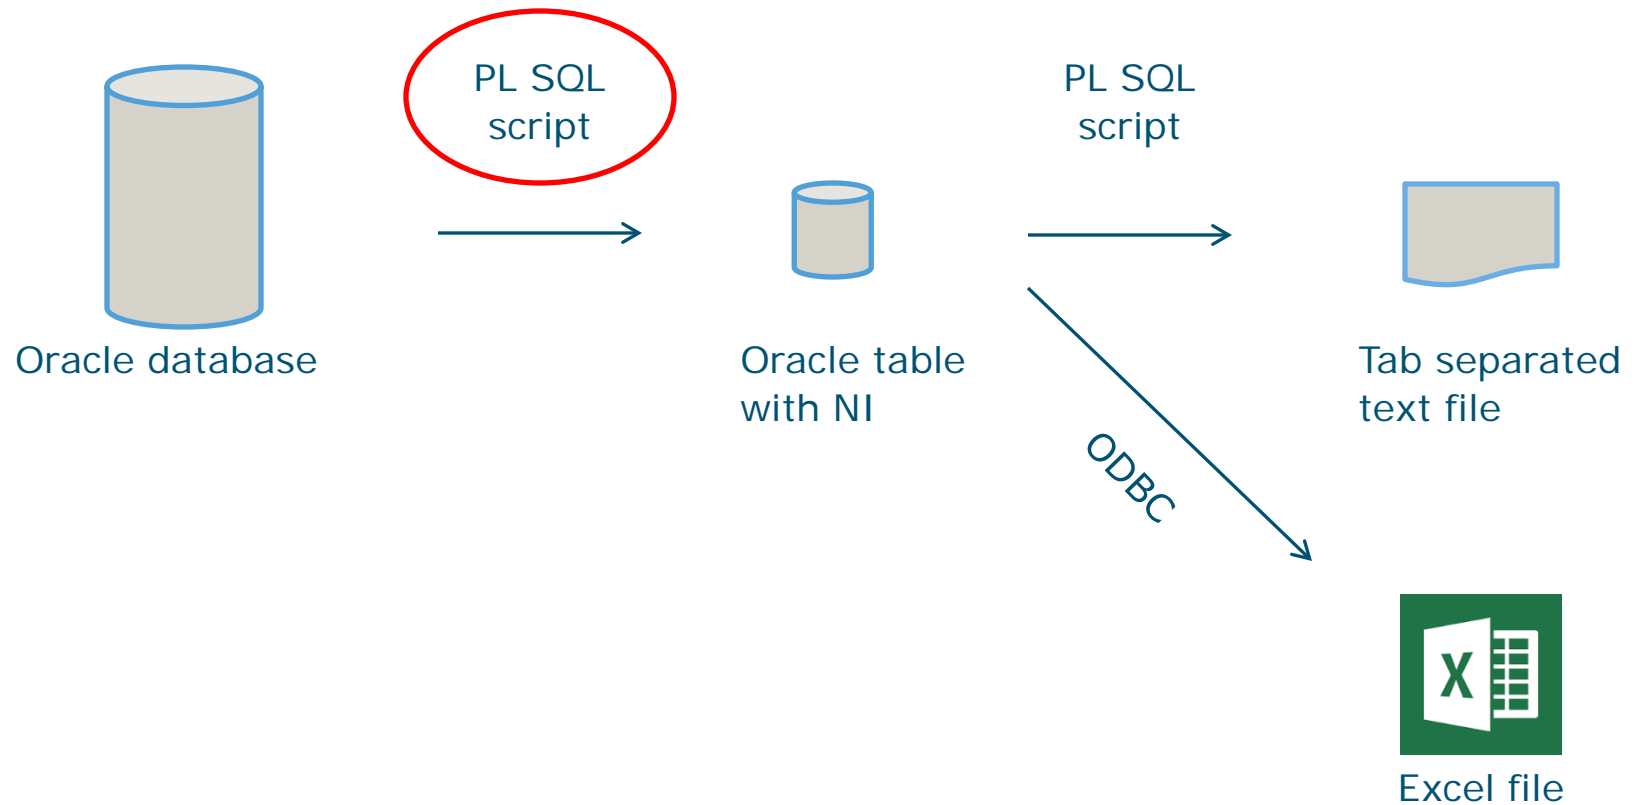 PL SQL
script
PL SQL
script
Oracle database
Oracle table
with NI
Tab separated
text file
ODBC
X
Excel file